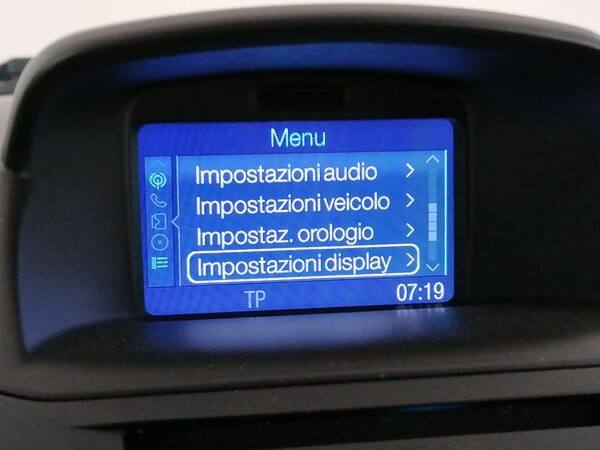 Menu
Impostazioni audio
Impostazioni veicolo
Impostaz. orologio
Impostazioni display
TP 07:19